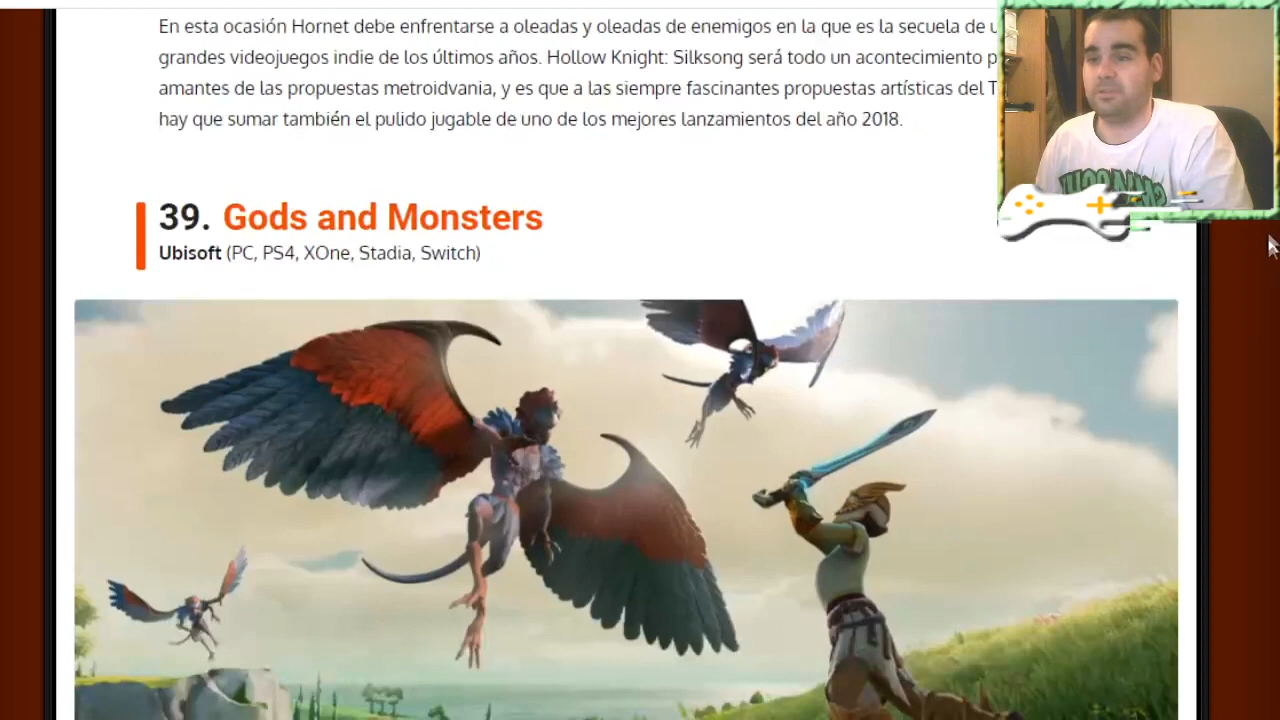 En esta ocasión Hornet debe enfrentarse a oleadas y oleadas de enemigos en la que es la secuela de
grandes videojuegos indie de los últimos años. Hollow Knight: Silksong será todo un acontecimiento
amantes de las propuestas metroidvania, y es que a las siempre fascinantes propuestas artísticas del
hay que sumar también el pulido jugable de uno de los mejores lanzamientos del año 2018.
39. Gods and Monsters
Ubisoft (PC, PS4, XOne, Stadia, Switch)